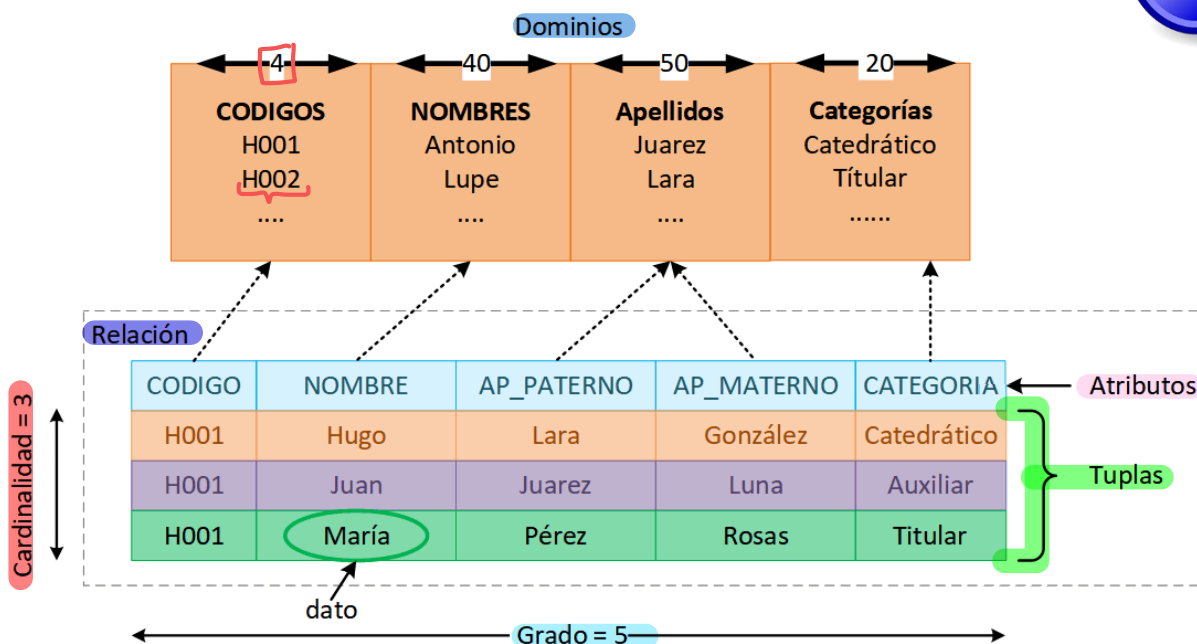 Dominios
4 40 50 20
CODIGOS NOMBRES Apellidos Categorías
H001 Antonio Juarez Catedrático
H002 Lupe Lara Títular
.... .... .... ......
Relación
CODIGO NOMBRE AP_PATERNO AP_MATERNO CATEGORIA Atributos
H001 Hugo Lara González Catedrático
H001 Juan Juarez Luna Auxiliar
H001 María Pérez Rosas Titular
Tuplas
Cardinalidad = 3
dato
Grado = 5